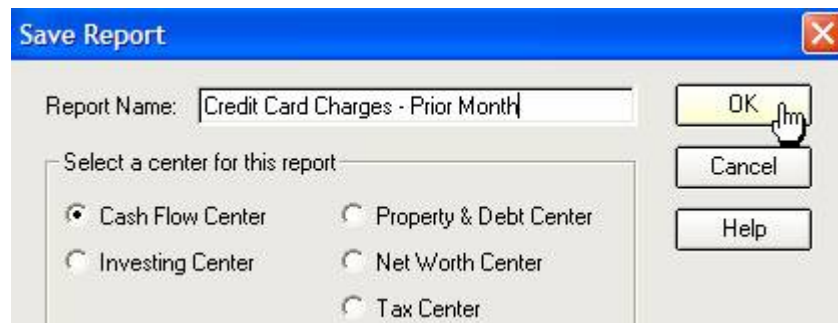 Save Report
Report Name: Credit Card Charges - Prior Month
OK
Select a center for this report
Cancel
Cash Flow Center
Property & Debt Center
Help
Investing Center
Net Worth Center
Tax Center